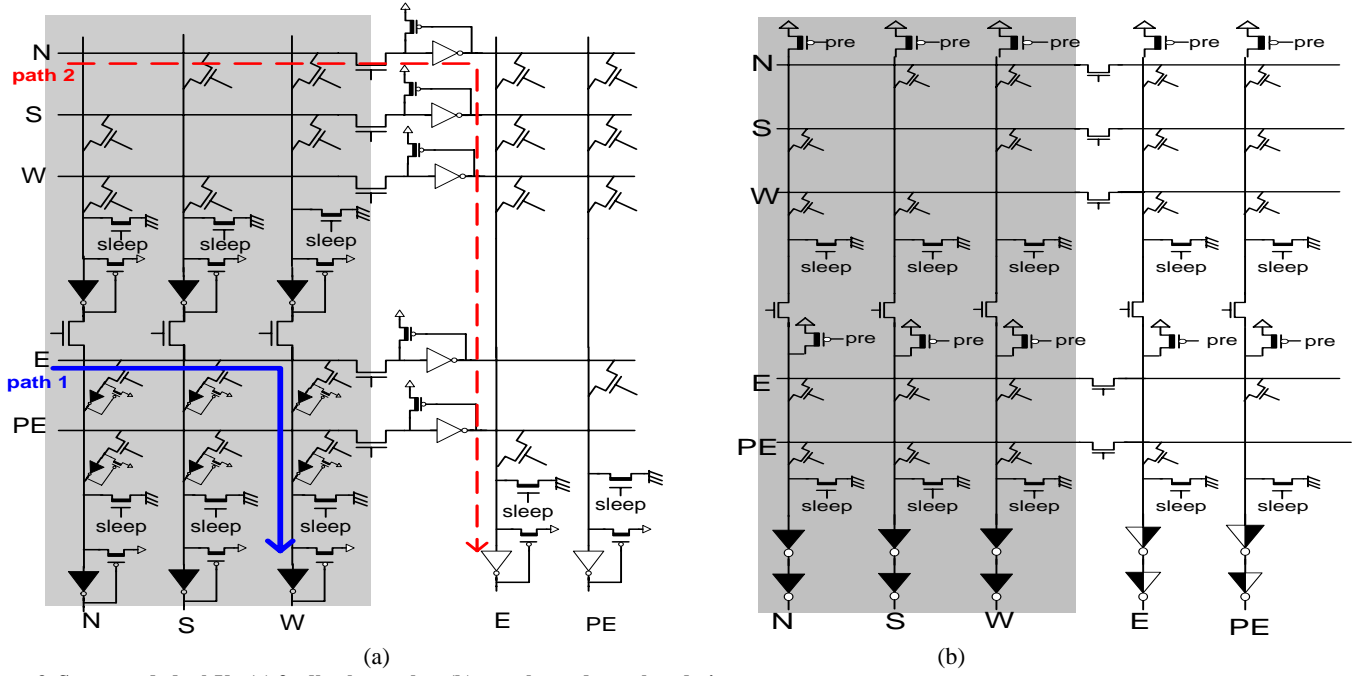 N
path 2
S
W
sleep sleep sleep
E
path 1
PE
sleep sleep sleep sleep sleep
N S W E PE
(a)
pre pre pre pre pre
N
S
W
sleep sleep sleep sleep sleep
pre pre pre pre pre
E
PE
sleep sleep sleep sleep sleep
N S W E PE
(b)